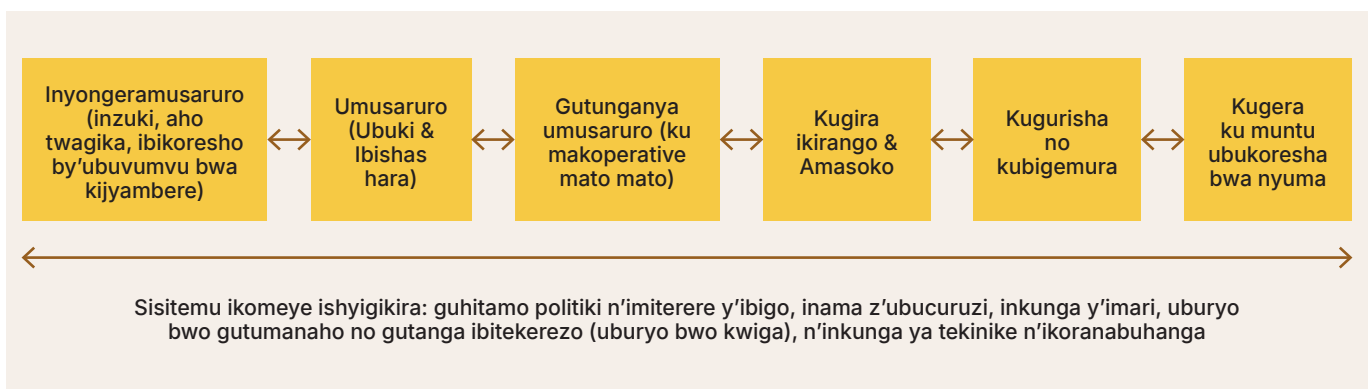 Inyongeramusaruro
(inzuki, aho
twagika, ibikoresho
by’ubuvumvu bwa
kijyambere)
Umusaruro
(Ubuki &
Ibishas
hara)
Gutunganya
umusaruro (ku
makoperative
mato mato)
Kugira
ikirango &
Amasoko
Kugurisha
no
kubigemura
Kugera
ku muntu
ubukoresha
bwa nyuma
Sisitemu ikomeye ishyigikira: guhitamo politiki n’imiterere y’ibigo, inama z’ubucuruzi, inkunga y’imari, uburyo
bwo gutumanaho no gutanga ibitekerezo (uburyo bwo kwiga), n’inkunga ya tekinike n’ikoranabuhanga